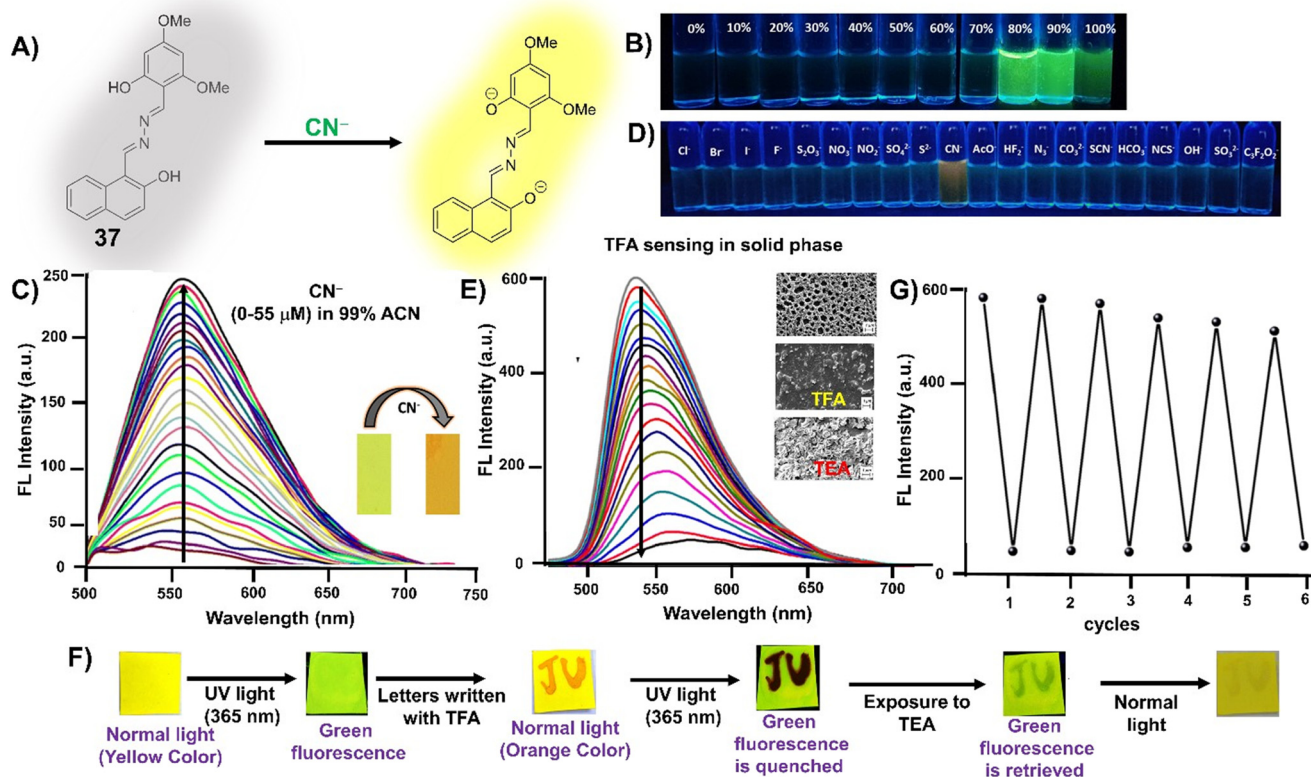 A)
OMe
HO
OMe
N
N
OH
37
CN⁻
OMe
O⊖
OMe
N
N
O⊖
B)
0% 10% 20% 30% 40% 50% 60% 70% 80% 90% 100%
D)
Cl⁻ Br⁻ I⁻ F⁻ S₂O₃⁻ NO₃⁻ NO₂⁻ SO₄²⁻ S²⁻ CN⁻ AcO⁻ HF₂⁻ N₃⁻ CO₃²⁻ SCN⁻ HCO₃⁻ NCS⁻ OH⁻ SO₃²⁻ C₃F₂O₂⁻
C)
FL Intensity (a.u.)
250
200
150
100
50
0
CN⁻
(0-55 μM) in 99% ACN
CN⁻
500 550 600 650 700 750
Wavelength (nm)
TFA sensing in solid phase
E)
FL Intensity (a.u.)
600
400
200
0
TFA
TEA
500 550 600 700
Wavelength (nm)
G)
FL Intensity (a.u.)
600
400
200
0
1 2 3 4 5 6
cycles
F)
Normal light
(Yellow Color)
UV light
(365 nm)
Green
fluorescence
Letters written
with TFA
JU
Normal light
(Orange Color)
UV light
(365 nm)
JU
Green
fluorescence
is quenched
Exposure to
TEA
JU
Green
fluorescence
is retrieved
Normal
light
JU